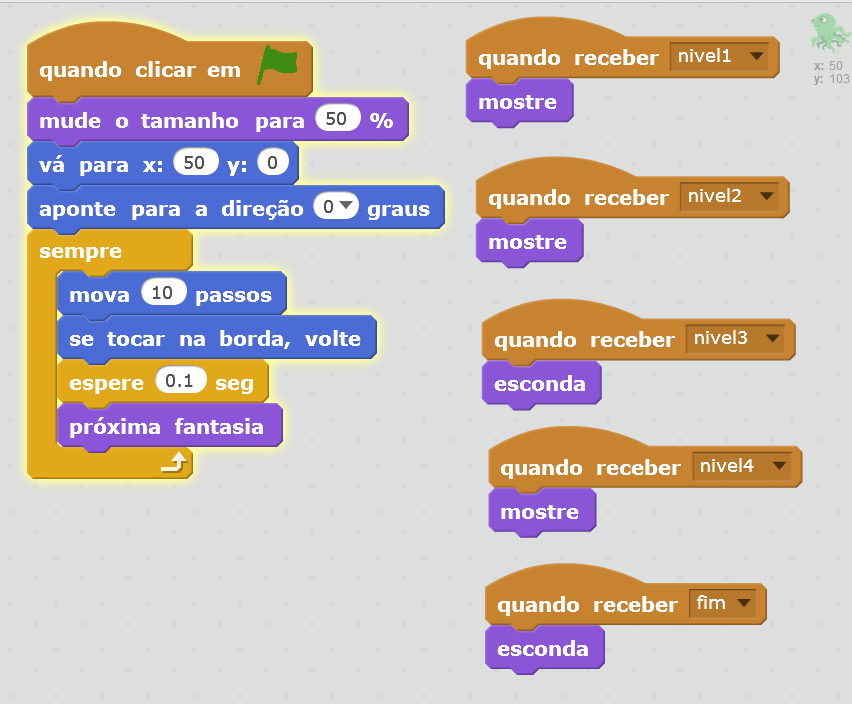 quando clicar em
mude o tamanho para 50 %
vá para x: 50 y: 0
aponte para a direção 0 graus
sempre
mova 10 passos
se tocar na borda, volte
espere 0.1 seg
próxima fantasia
quando receber nivel1
mostre
quando receber nivel2
mostre
quando receber nivel3
esconda
quando receber nivel4
mostre
quando receber fim
esconda
x: 50
y: 103